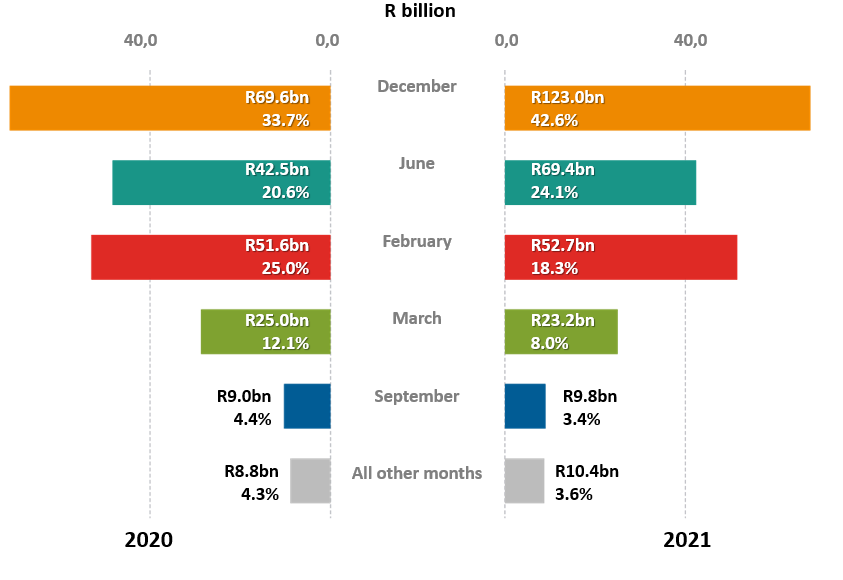 R billion
40,0 0,0 0,0 40,0
December
R69.6bn R123.0bn
33.7% 42.6%
June
R42.5bn R69.4bn
20.6% 24.1%
February
R51.6bn R52.7bn
25.0% 18.3%
March
R25.0bn R23.2bn
12.1% 8.0%
September
R9.0bn R9.8bn
4.4% 3.4%
All other months
R8.8bn R10.4bn
4.3% 3.6%
2020 2021